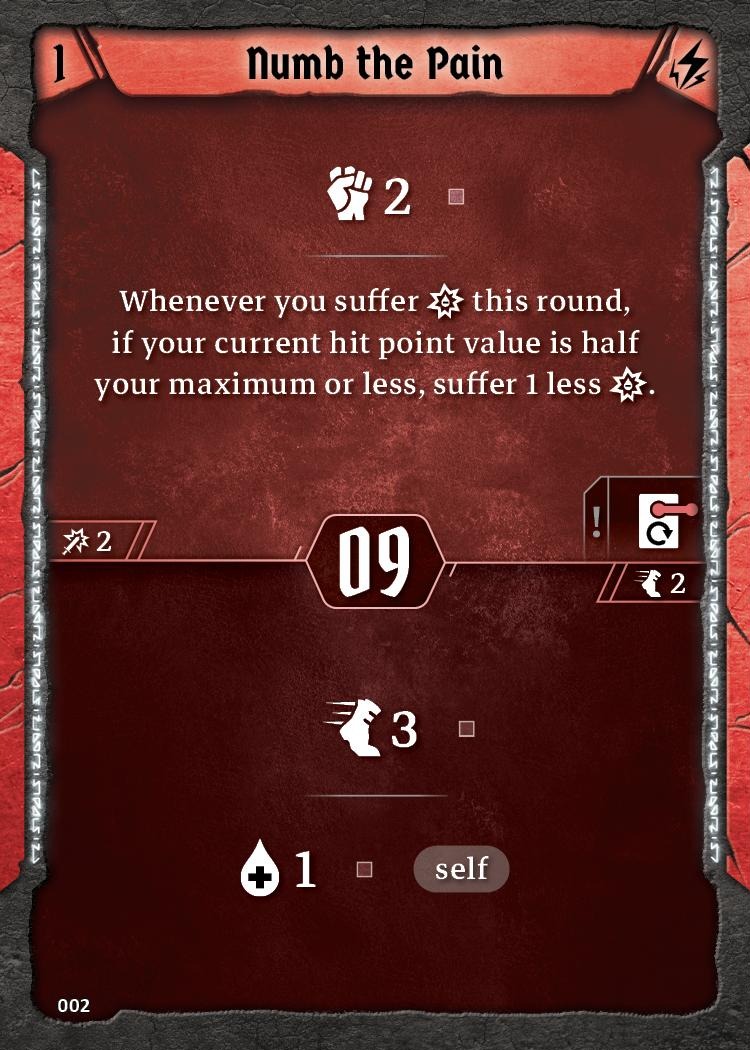 1
Numb the Pain
2
Whenever you suffer this round,
if your current hit point value is half
your maximum or less, suffer 1 less .
2
09
!
2
3
1 self
002